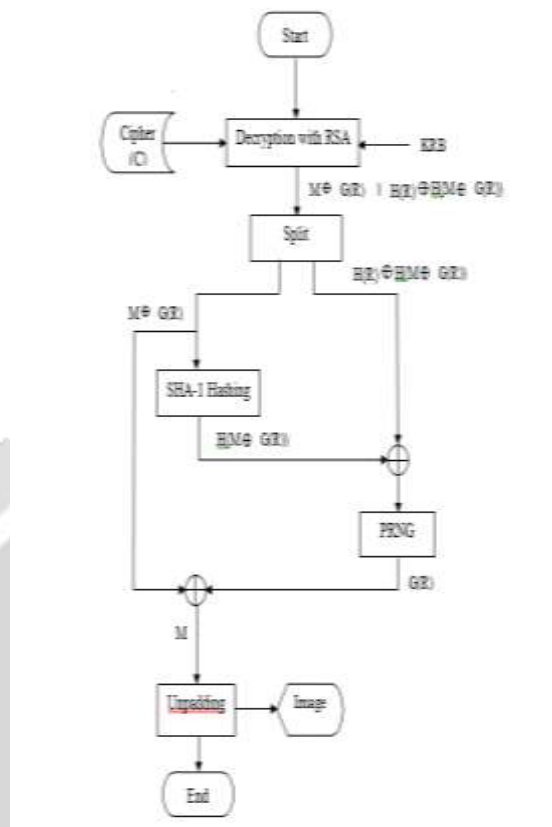 Start
Cipher
(C)
Decryption with RSA
KRB
M⊕ G(R) | H(R)⊕H(M⊕ G(R))
Split
H(R)⊕H(M⊕ G(R))
M⊕ G(R)
SHA-1 Hashing
H(M⊕ G(R))
PRNG
G(R)
M
Unpadding
Image
End